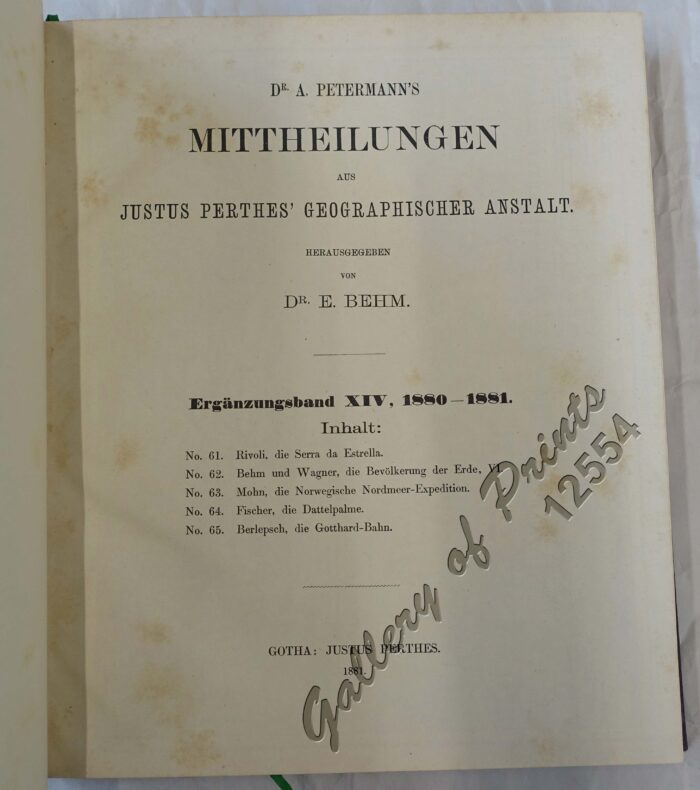 DR. A. PETERMANN'S
MITTHEILUNGEN
AUS
JUSTUS PERTHES' GEOGRAPHISCHER ANSTALT.
HERAUSGEGEBEN
VON
DR. E. BEHM.
Ergänzungsband XIV, 1880—1881.
Inhalt:
No. 61. Rivoli, die Serra da Estrella.
No. 62. Behm und Wagner, die Bevölkerung der Erde, VI.
No. 63. Mohn, die Norwegische Nordmeer-Expedition.
No. 64. Fischer, die Dattelpalme.
No. 65. Berlepsch, die Gotthard-Bahn.
GOTHA: JUSTUS PERTHES.
1881.
Gallery of Prints
12554